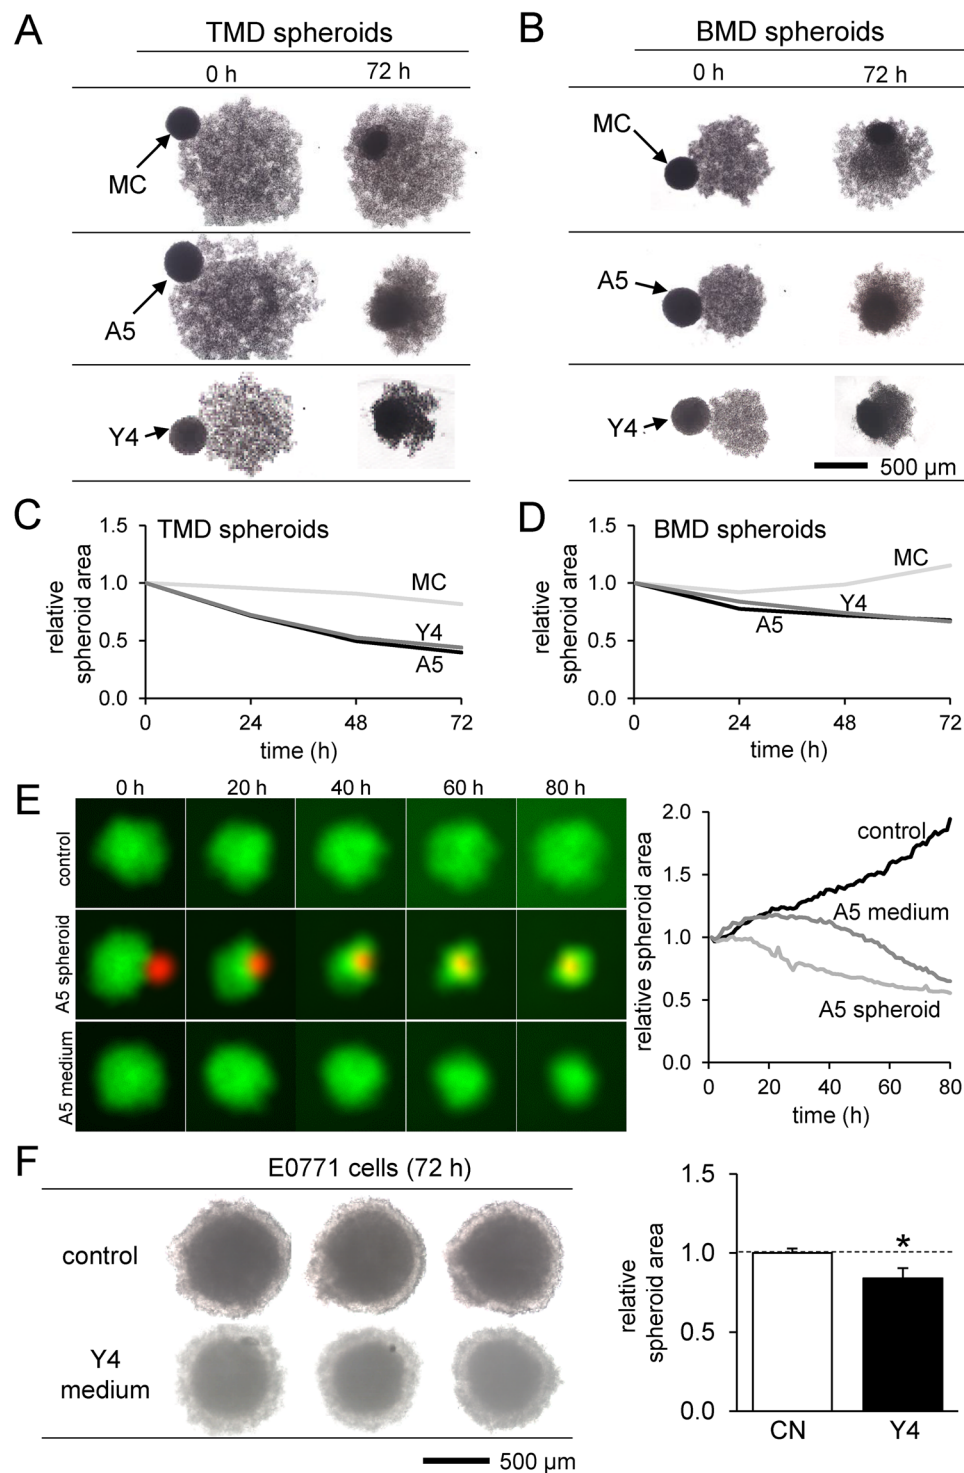 A
TMD spheroids
0 h 72 h
MC
A5
Y4
B
BMD spheroids
0 h 72 h
MC
A5
Y4
500 µm
C
TMD spheroids
relative
spheroid area
1.5
1.0
0.5
0.0
MC
Y4
A5
0 24 48 72
time (h)
D
BMD spheroids
relative
spheroid area
1.5
1.0
0.5
0.0
MC
Y4
A5
0 24 48 72
time (h)
E
0 h 20 h 40 h 60 h 80 h
control
A5 spheroid
A5 medium
relative spheroid area
2.0
1.5
1.0
0.5
0.0
control
A5 medium
A5 spheroid
0 20 40 60 80
time (h)
F
E0771 cells (72 h)
control
Y4
medium
500 µm
relative
spheroid area
1.5
1.0
0.5
0.0
*
CN Y4